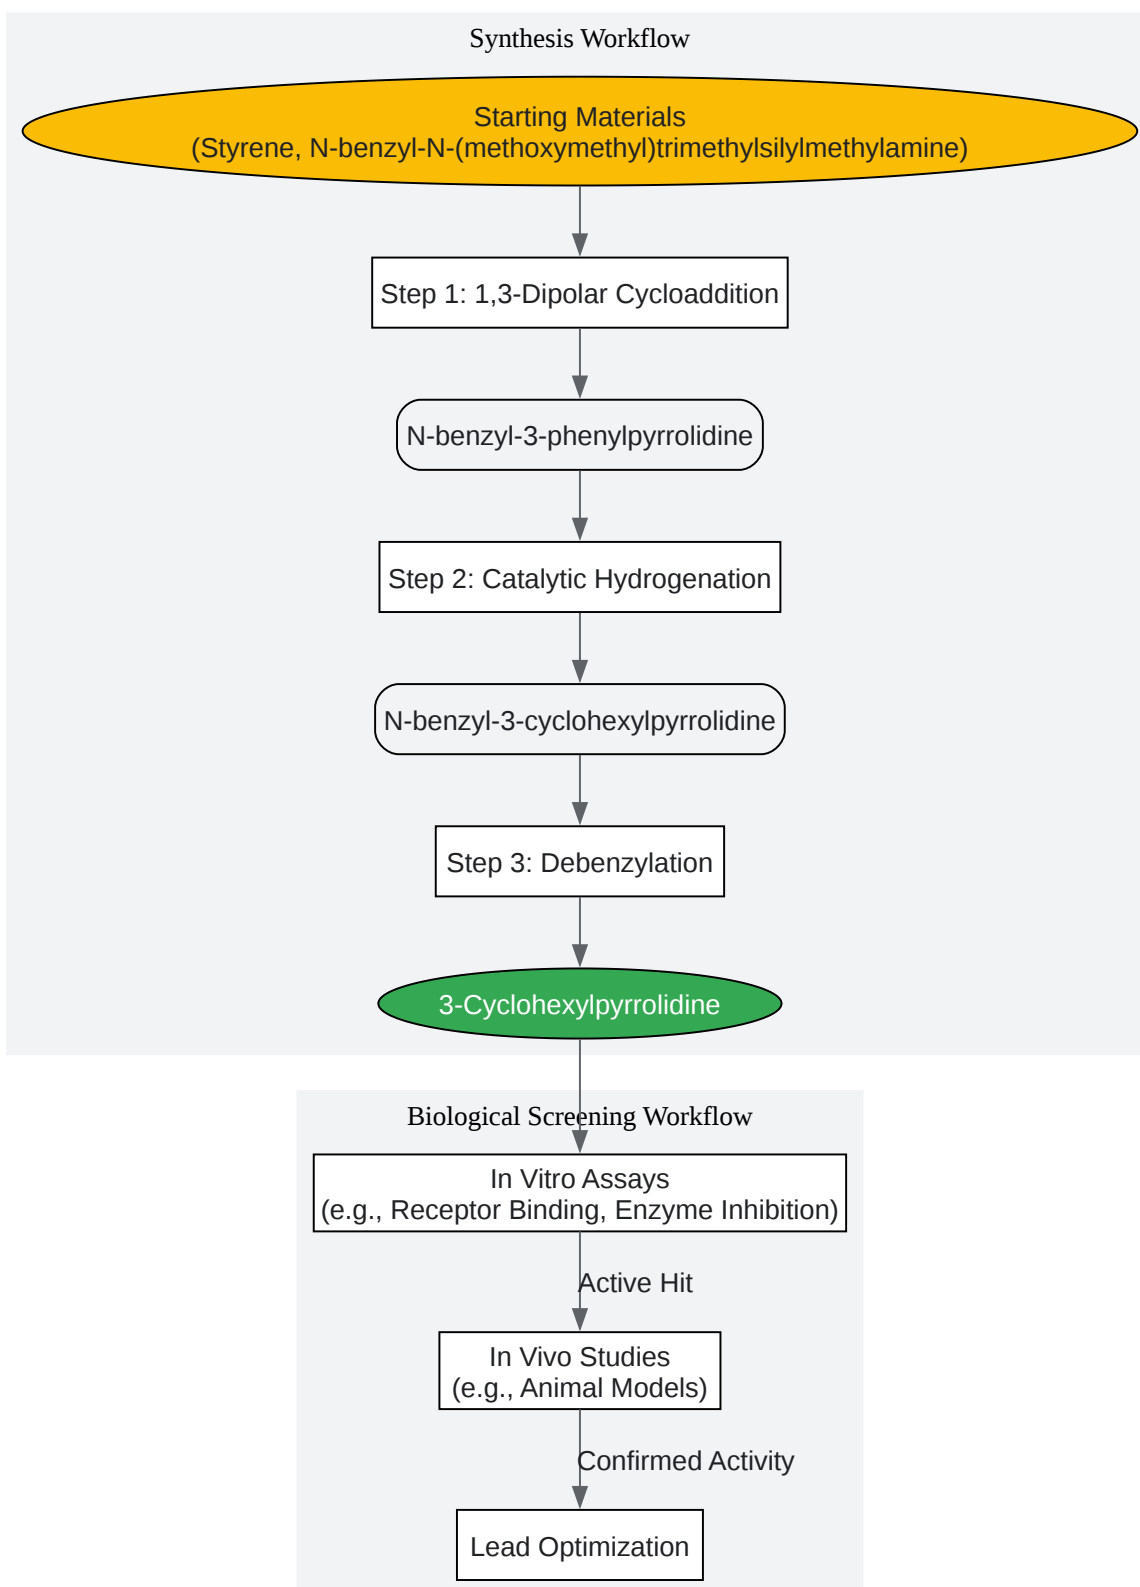 Synthesis Workflow
Starting Materials
(Styrene, N-benzyl-N-(methoxymethyl)trimethylsilylmethylamine)
Step 1: 1,3-Dipolar Cycloaddition
N-benzyl-3-phenylpyrrolidine
Step 2: Catalytic Hydrogenation
N-benzyl-3-cyclohexylpyrrolidine
Step 3: Debenzylation
3-Cyclohexylpyrrolidine
Biological Screening Workflow
In Vitro Assays
(e.g., Receptor Binding, Enzyme Inhibition)
Active Hit
In Vivo Studies
(e.g., Animal Models)
Confirmed Activity
Lead Optimization